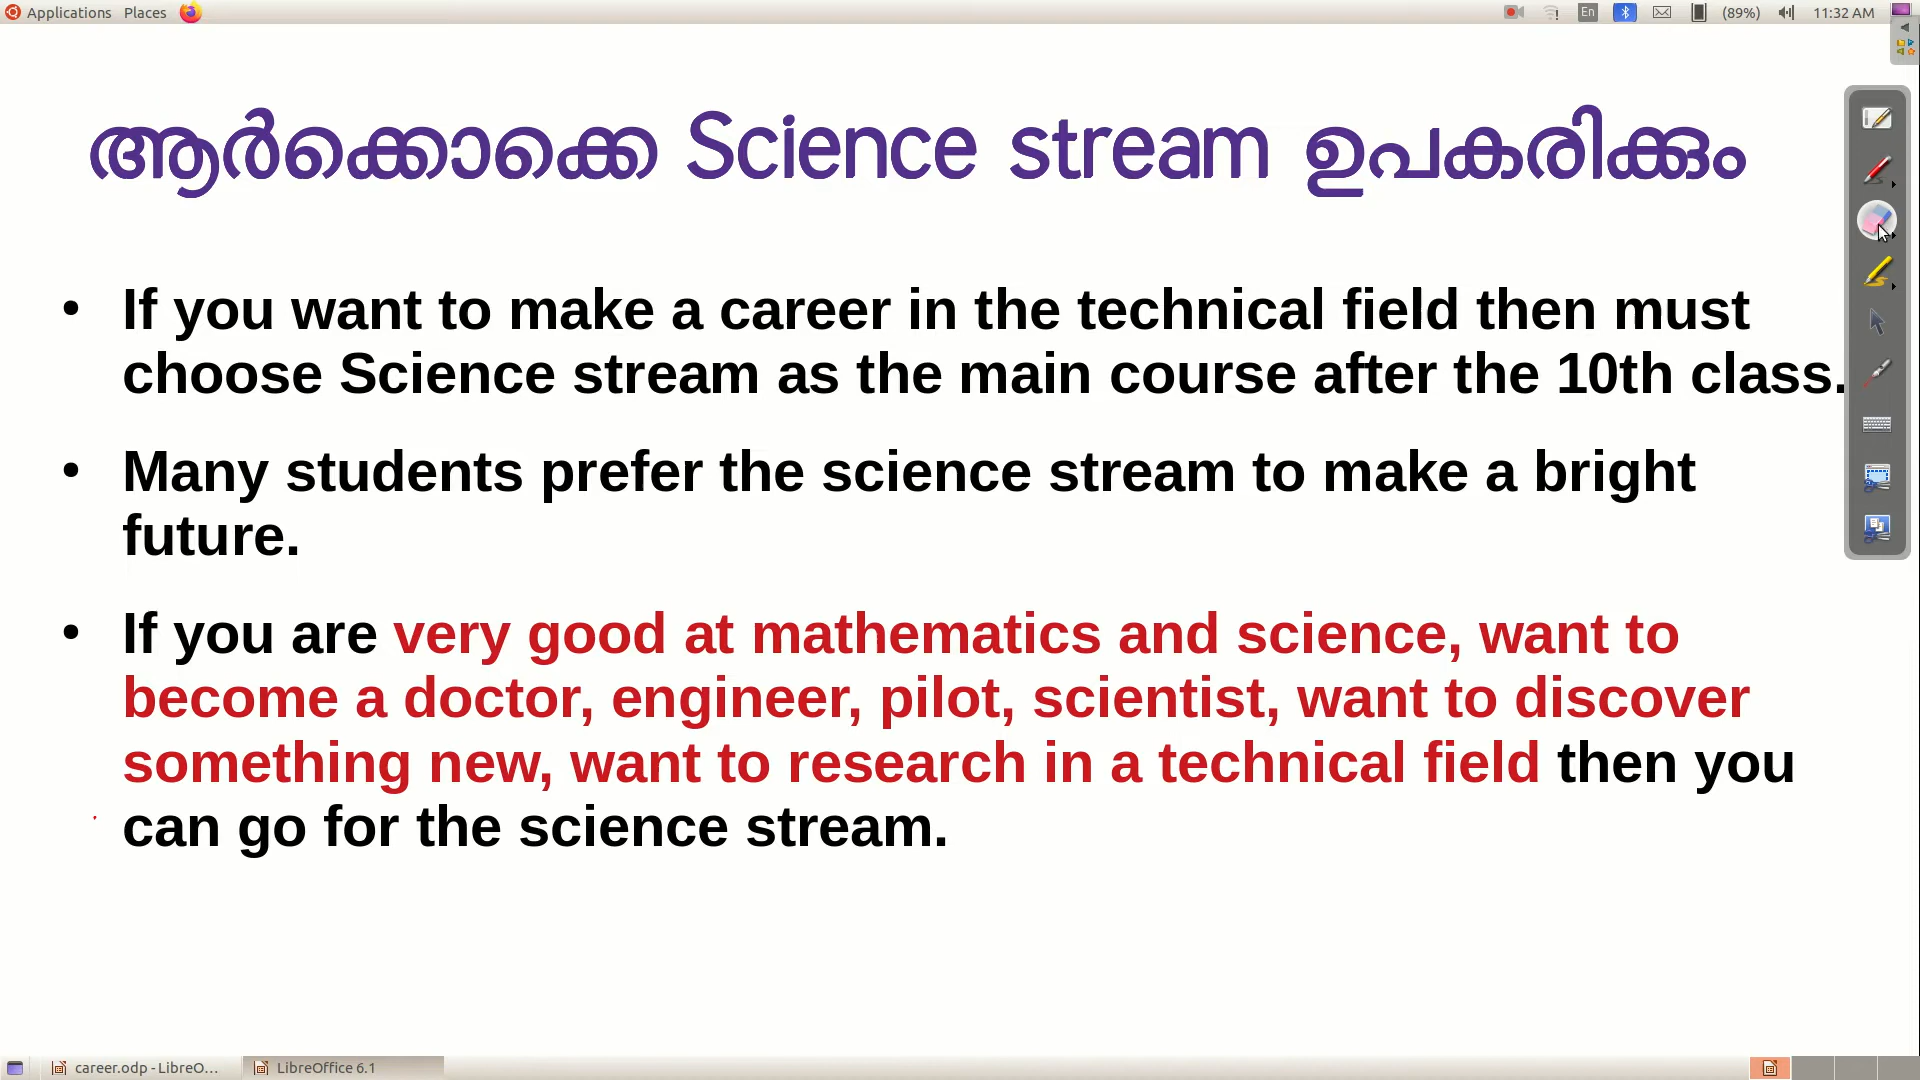 Applications Places En (89%) 11:32 AM
ആർക്കൊക്കെ Science stream ഉപകരിക്കും
• If you want to make a career in the technical field then must
choose Science stream as the main course after the 10th class.
• Many students prefer the science stream to make a bright
future.
• If you are very good at mathematics and science, want to
become a doctor, engineer, pilot, scientist, want to discover
something new, want to research in a technical field then you
can go for the science stream.
career.odp - LibreO... LibreOffice 6.1